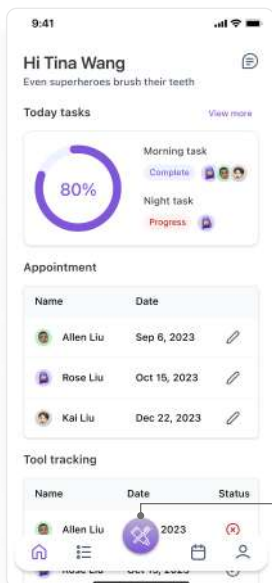 9:41
Hi Tina Wang
Even superheroes brush their teeth
Today tasks View more
80%
Morning task
Complete
Night task
Progress
Appointment
Name Date
Allen Liu Sep 6, 2023
Rose Liu Oct 15, 2023
Kai Liu Dec 22, 2023
Tool tracking
Name Date Status
Allen Liu 2023